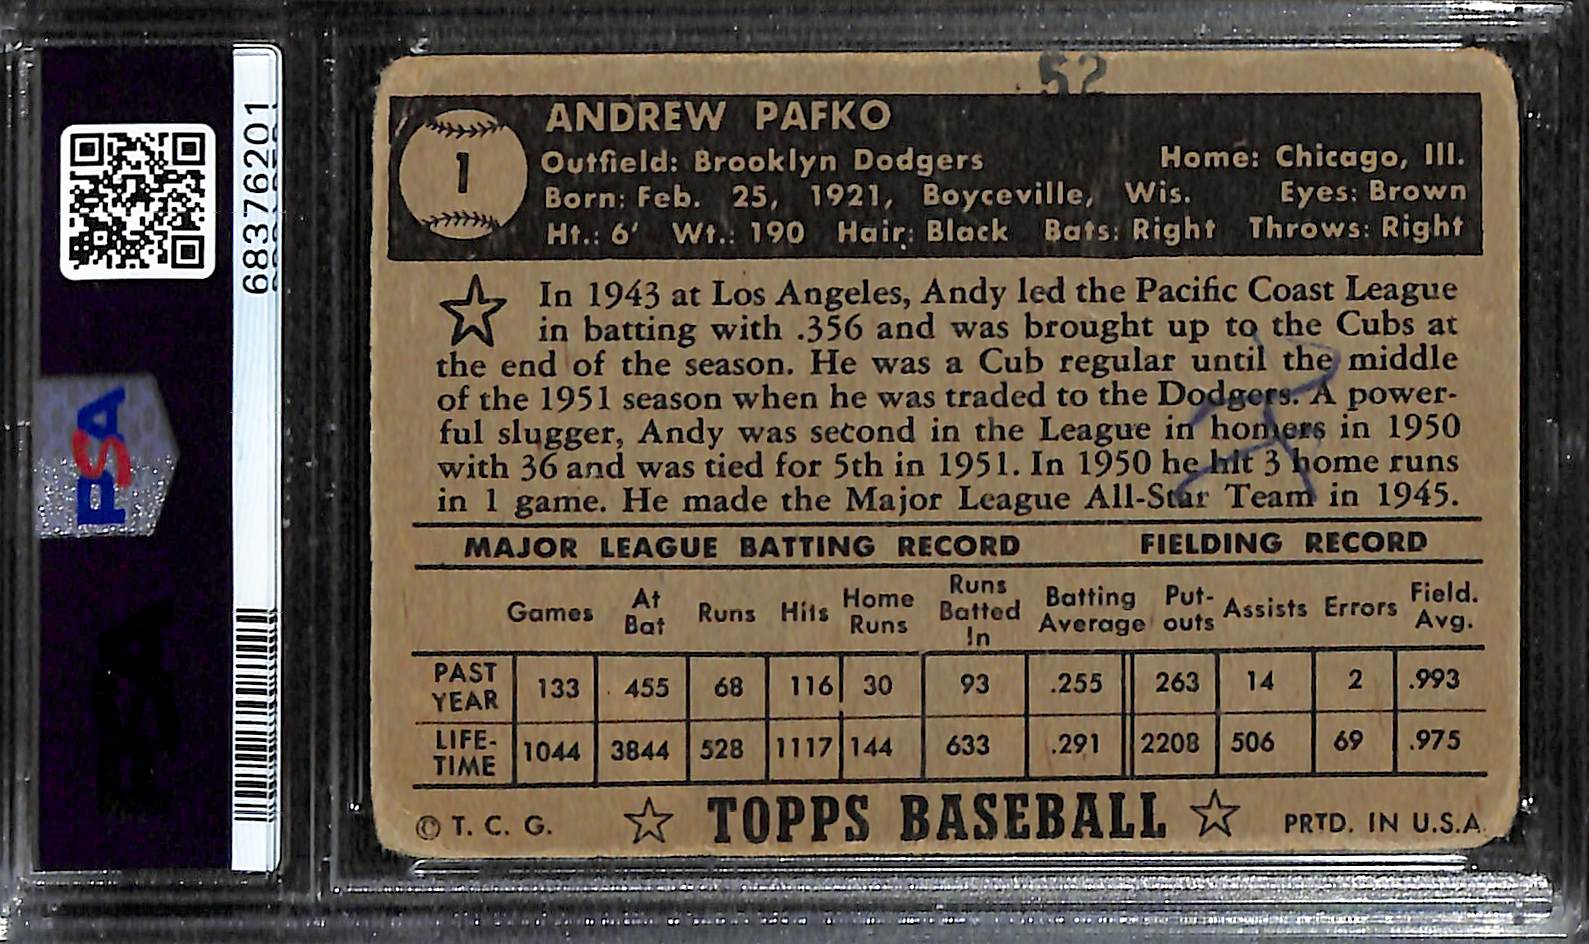 52
1
ANDREW PAFKO
Outfield: Brooklyn Dodgers Home: Chicago, Ill.
Born: Feb. 25, 1921, Boyceville, Wis. Eyes: Brown
Ht.: 6' Wt.: 190 Hair: Black Bats: Right Throws: Right
In 1943 at Los Angeles, Andy led the Pacific Coast League
in batting with .356 and was brought up to the Cubs at
the end of the season. He was a Cub regular until the middle
of the 1951 season when he was traded to the Dodgers. A power-
ful slugger, Andy was second in the League in homers in 1950
with 36 and was tied for 5th in 1951. In 1950 he hit 3 home runs
in 1 game. He made the Major League All-Star Team in 1945.
MAJOR LEAGUE BATTING RECORD FIELDING RECORD
Games At Bat Runs Hits Home Runs Runs Batted In Batting Average Put-outs Assists Errors Field. Avg.
PAST YEAR 133 455 68 116 30 93 .255 263 14 2 .993
LIFE-TIME 1044 3844 528 1117 144 633 .291 2208 506 69 .975
© T. C. G. TOPPS BASEBALL PRTD. IN U.S.A.
68376201
PSA
PSA